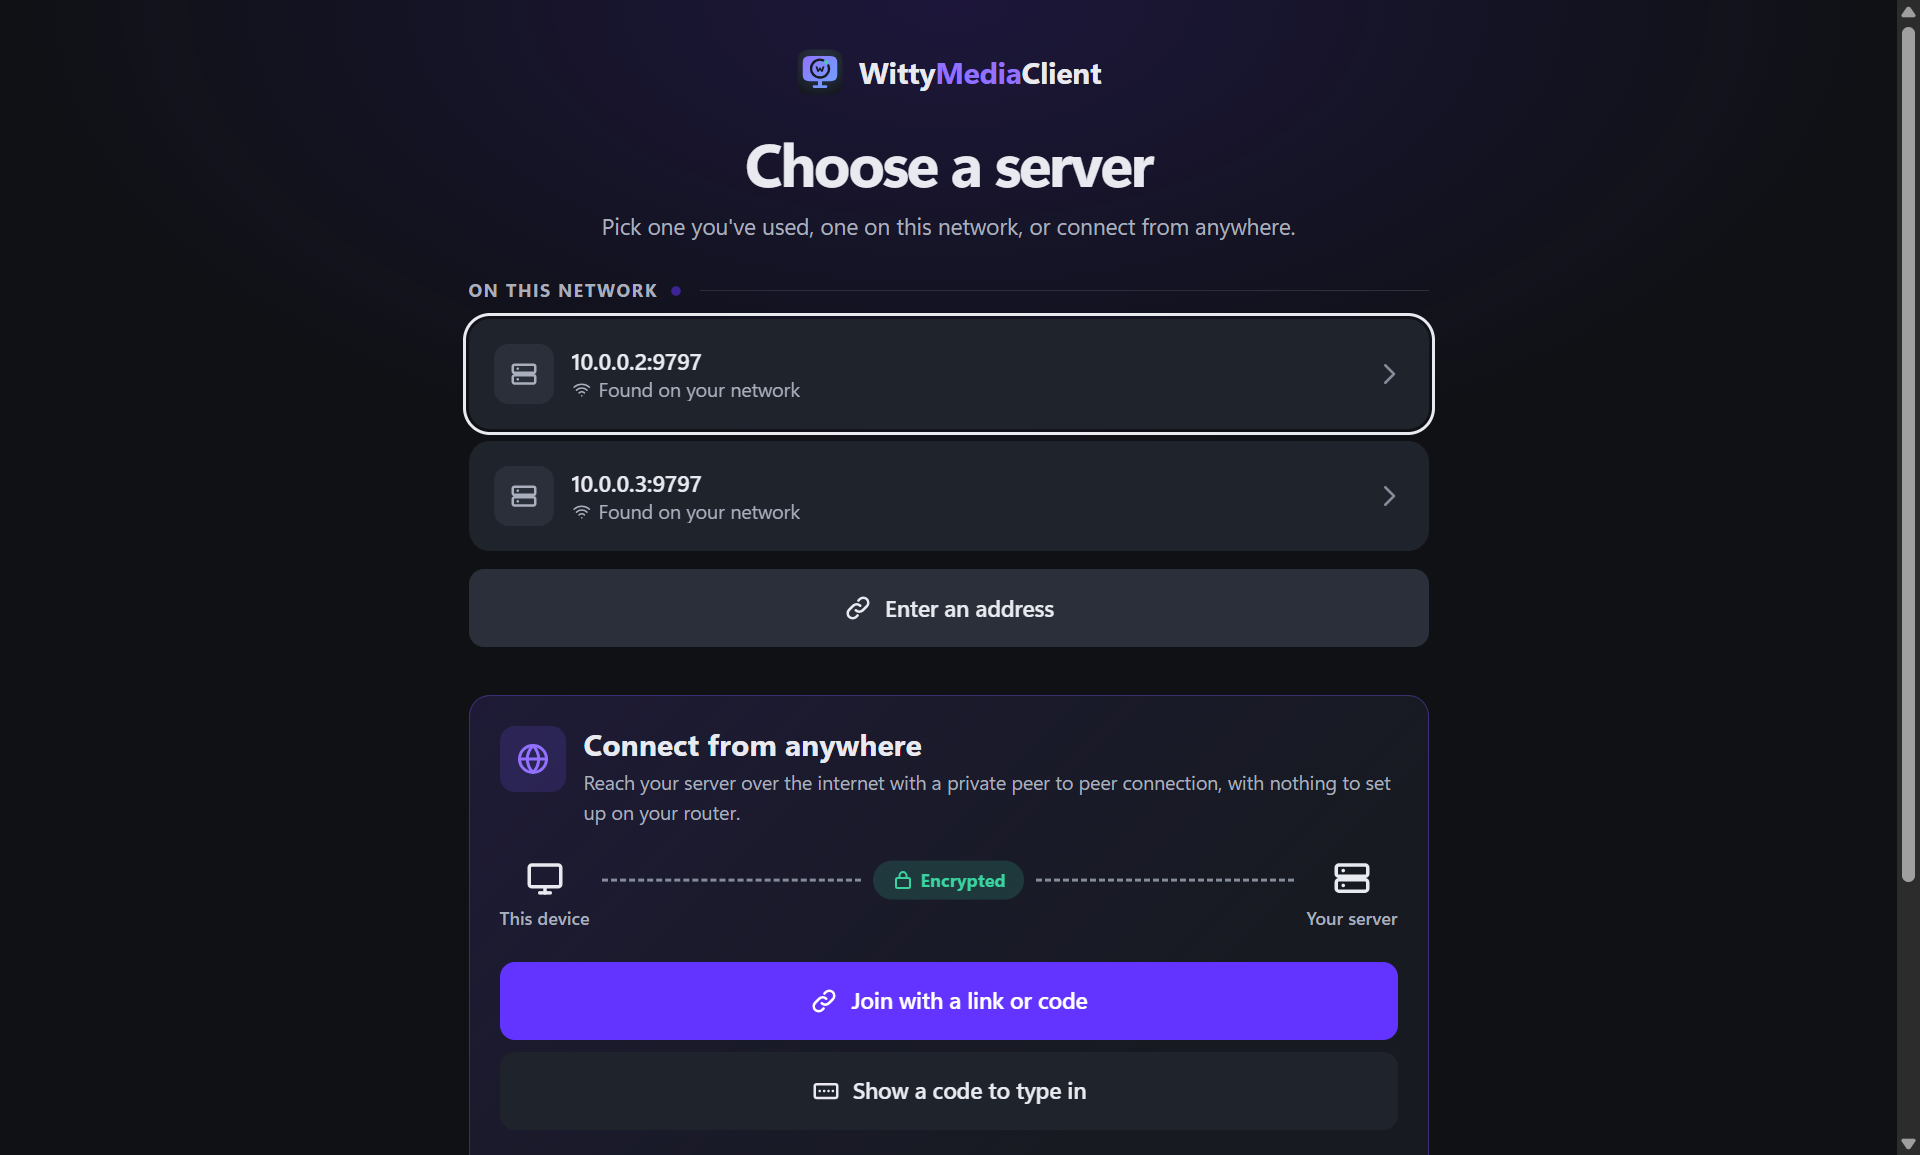 WittyMediaClient
Choose a server
Pick one you've used, one on this network, or connect from anywhere.
ON THIS NETWORK
10.0.0.2:9797
Found on your network
10.0.0.3:9797
Found on your network
Enter an address
Connect from anywhere
Reach your server over the internet with a private peer to peer connection, with nothing to set
up on your router.
Encrypted
This device
Your server
Join with a link or code
Show a code to type in